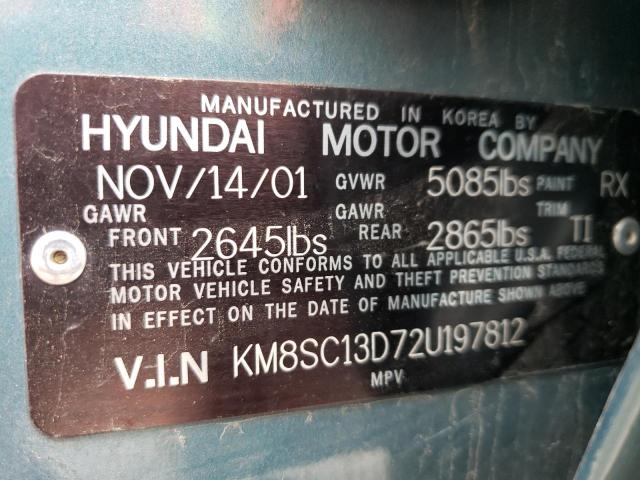 MANUFACTURED IN KOREA BY
HYUNDAI MOTOR COMPANY
NOV/14/01 GVWR 5085lbs PAINT RX
GAWR GAWR TRIM
FRONT 2645lbs REAR 2865lbs TI
THIS VEHICLE CONFORMS TO ALL APPLICABLE U.S.A. FEDERAL
MOTOR VEHICLE SAFETY AND THEFT PREVENTION STANDARDS
IN EFFECT ON THE DATE OF MANUFACTURE SHOWN ABOVE
V.I.N KM8SC13D72U197812
MPV